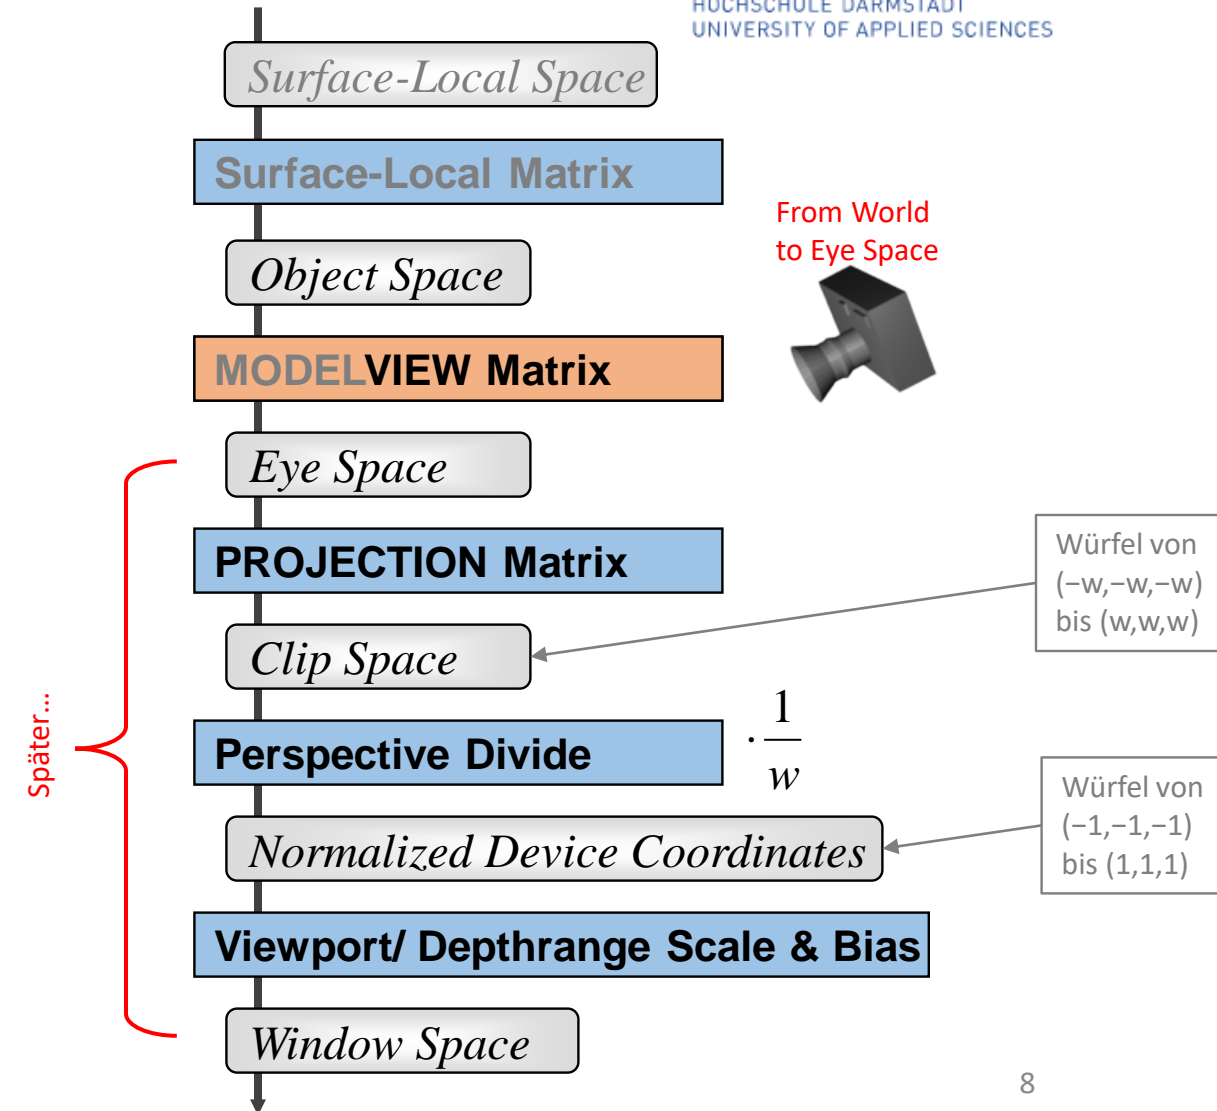 HOCHSCHULE DARMSTADT
UNIVERSITY OF APPLIED SCIENCES
Surface-Local Space
Surface-Local Matrix
From World
to Eye Space
Object Space
MODELVIEW Matrix
Eye Space
PROJECTION Matrix
Würfel von
(−w,−w,−w)
bis (w,w,w)
Clip Space
Später...
Perspective Divide
· 1/w
Würfel von
(−1,−1,−1)
bis (1,1,1)
Normalized Device Coordinates
Viewport/ Depthrange Scale & Bias
Window Space
8